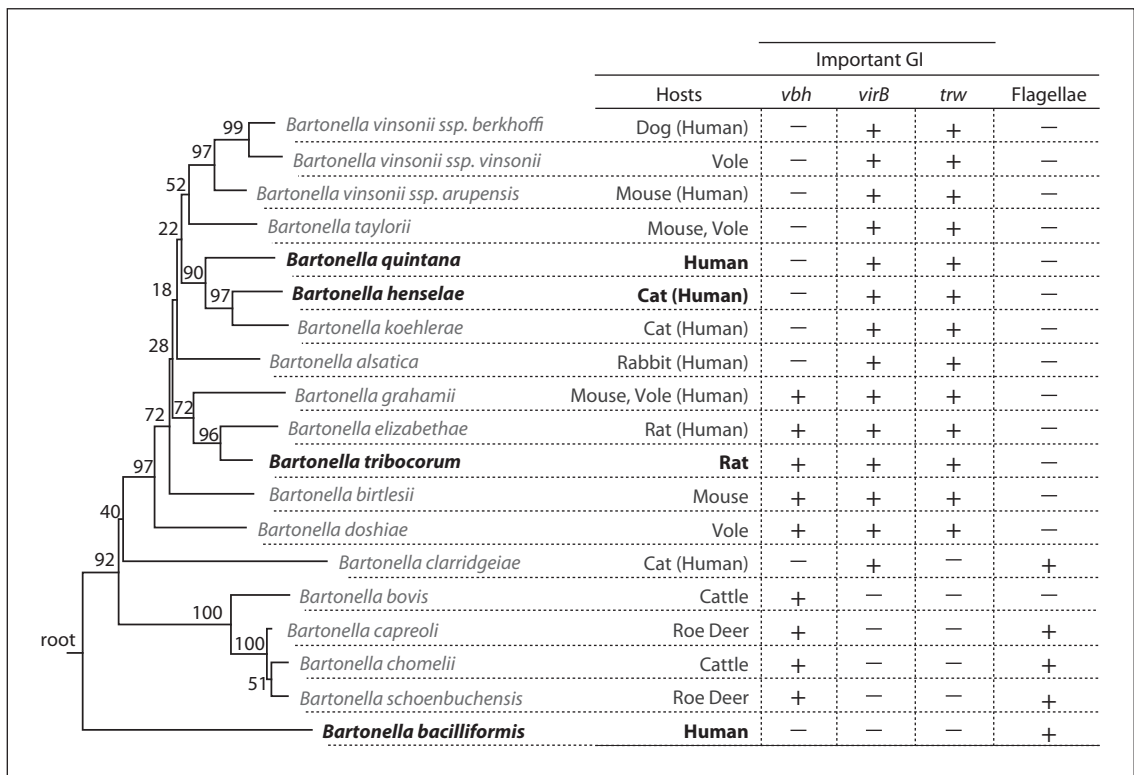 Important GI
Hosts vbh virB trw Flagellae
99 Bartonella vinsonii ssp. berkhoffi Dog (Human) — + + —
97 Bartonella vinsonii ssp. vinsonii Vole — + + —
52 Bartonella vinsonii ssp. arupensis Mouse (Human) — + + —
22 Bartonella taylorii Mouse, Vole — + + —
90 Bartonella quintana Human — + + —
18 97 Bartonella henselae Cat (Human) — + + —
Bartonella koehlerae Cat (Human) — + + —
28 Bartonella alsatica Rabbit (Human) — + + —
72 Bartonella grahamii Mouse, Vole (Human) + + + —
72 96 Bartonella elizabethae Rat (Human) + + + —
97 Bartonella tribocorum Rat + + + —
Bartonella birtlesii Mouse + + + —
40 Bartonella doshiae Vole + + + —
92 Bartonella clarridgeiae Cat (Human) — + — +
100 Bartonella bovis Cattle + — — —
root 100 Bartonella capreoli Roe Deer + — — +
51 Bartonella chomelii Cattle + — — +
Bartonella schoenbuchensis Roe Deer + — — +
Bartonella bacilliformis Human — — — +